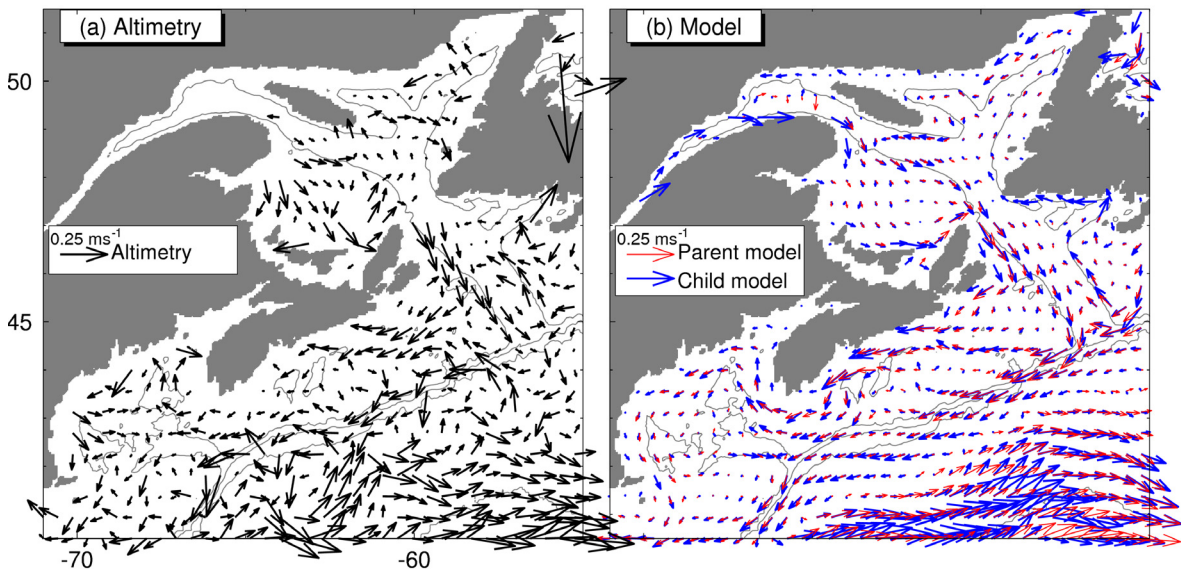 (a) Altimetry
(b) Model
50
0.25 ms-1
Altimetry
0.25 ms-1
Parent model
Child model
45
-70
-60